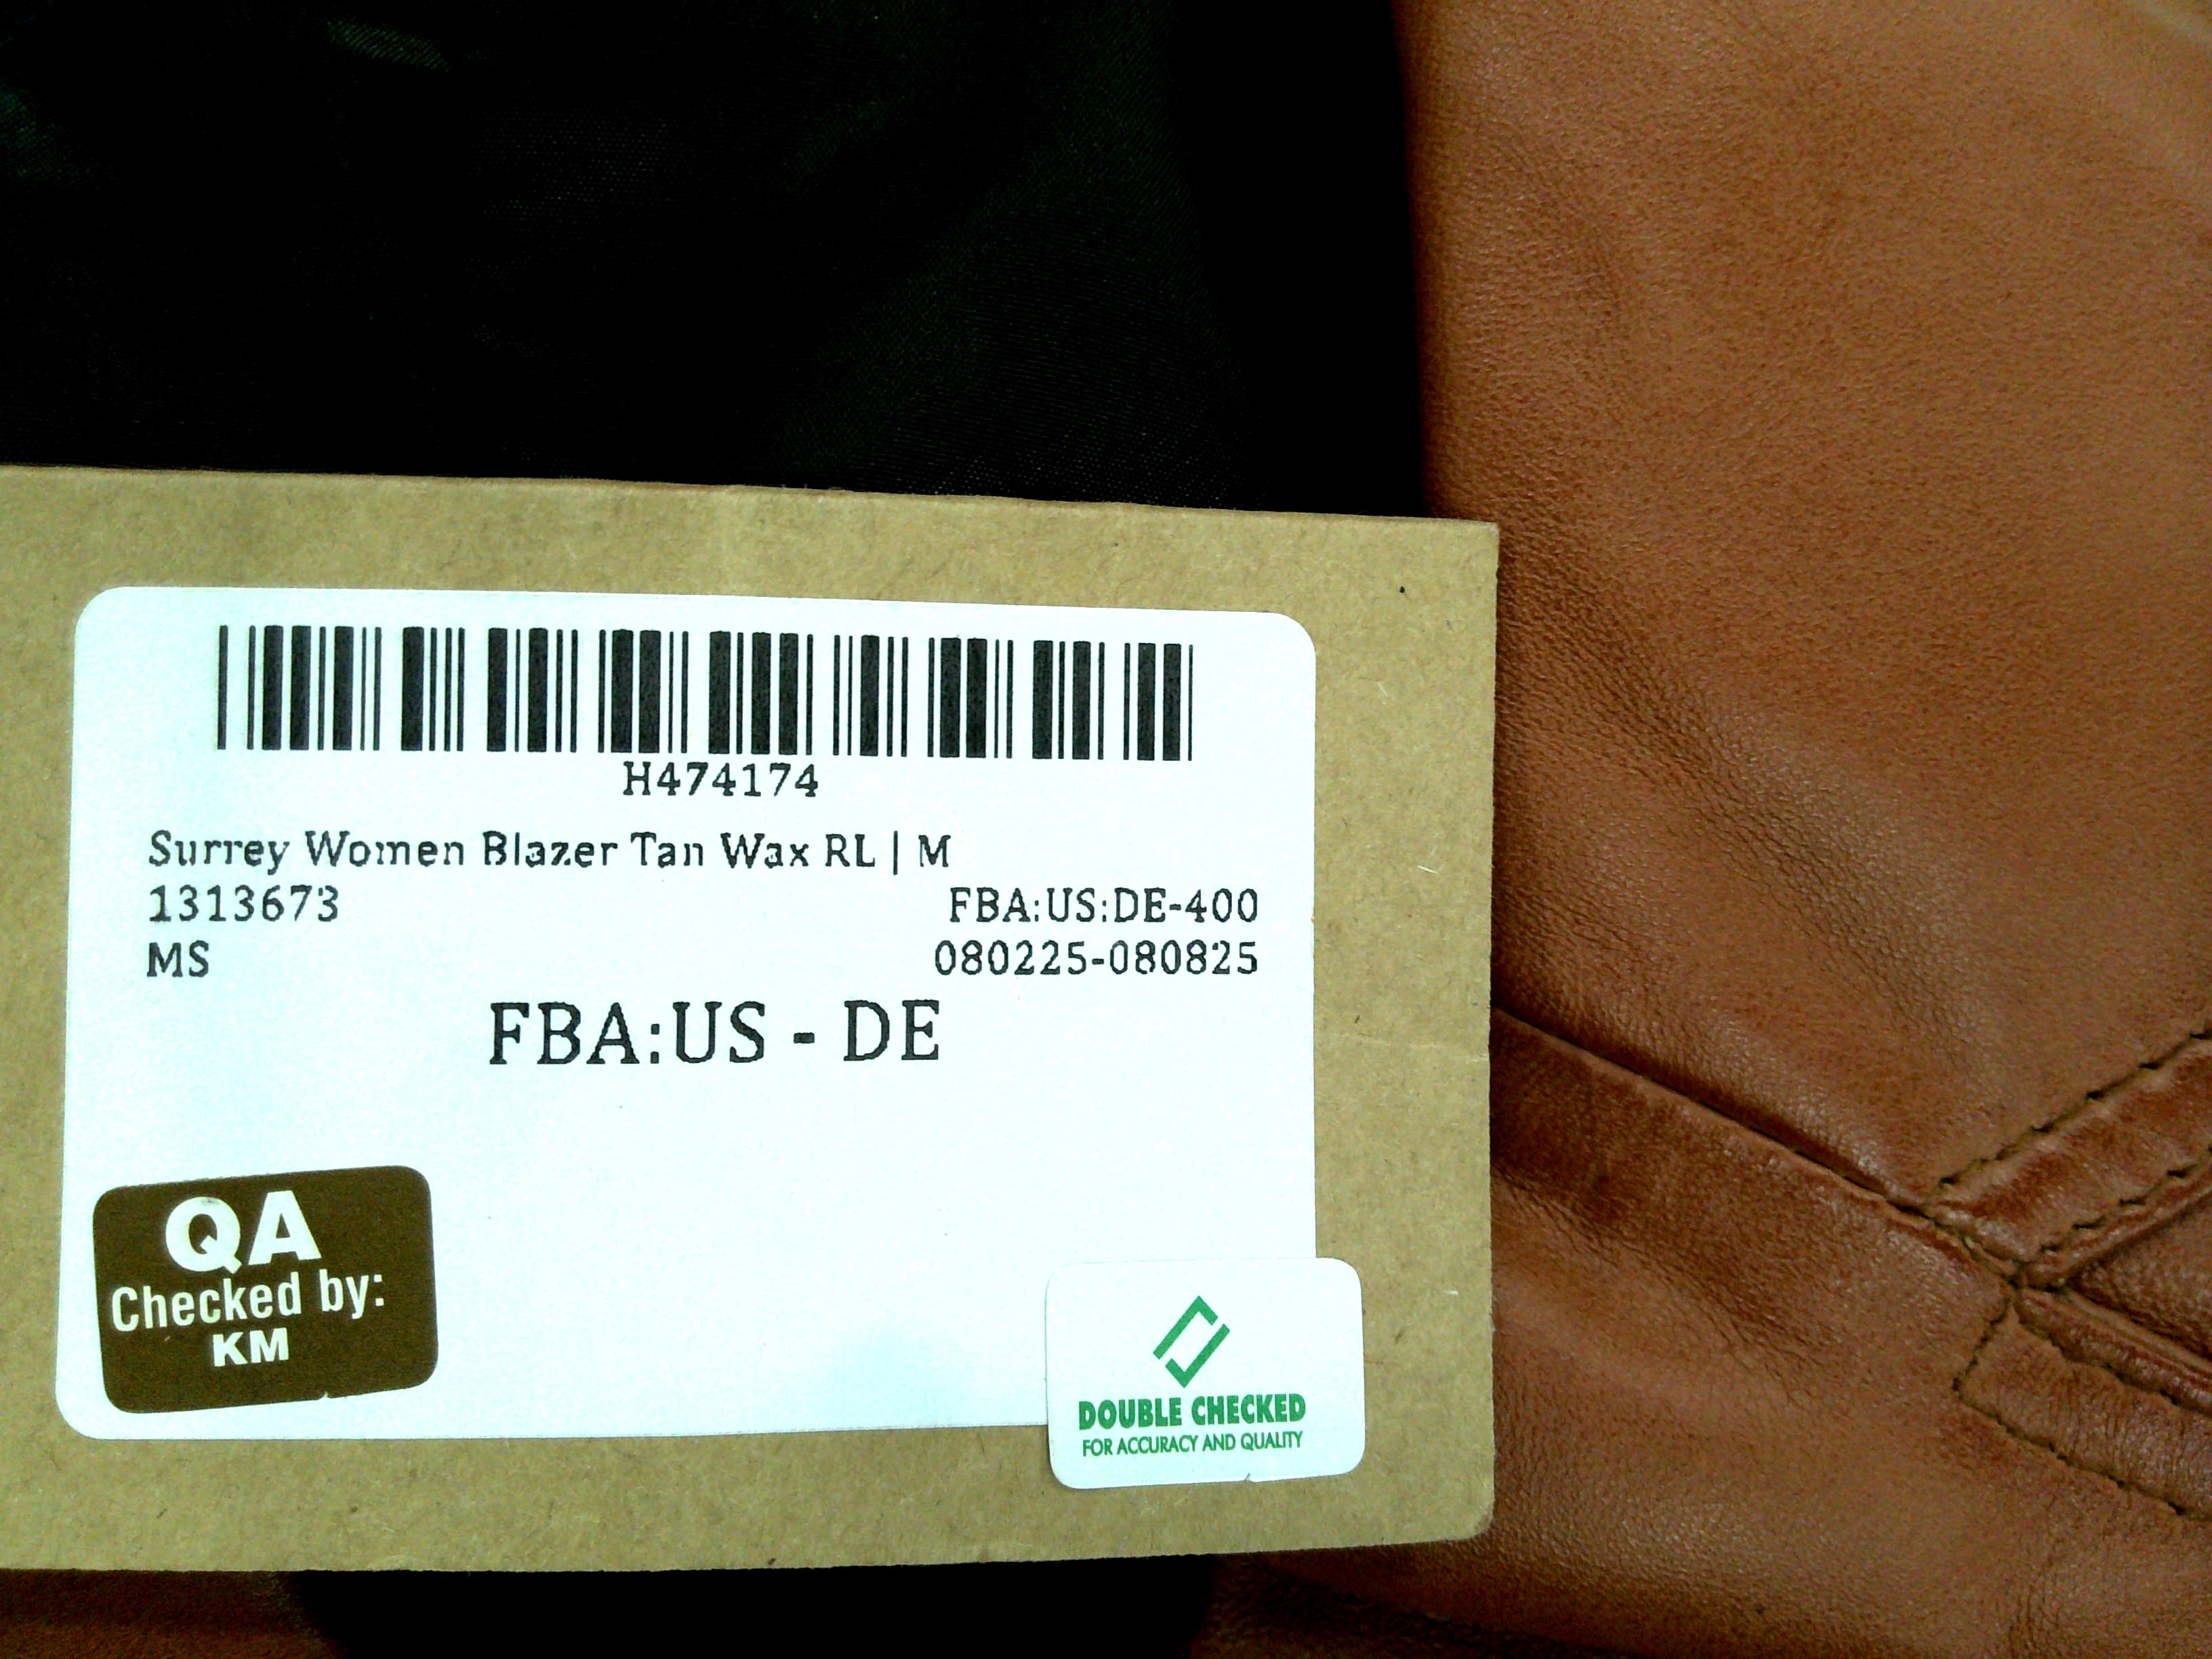 H474174
Surrey Women Blazer Tan Wax RL | M
1313673 FBA:US:DE-400
MS 080225-080825
FBA:US - DE
QA
Checked by:
KM
DOUBLE CHECKED
FOR ACCURACY AND QUALITY